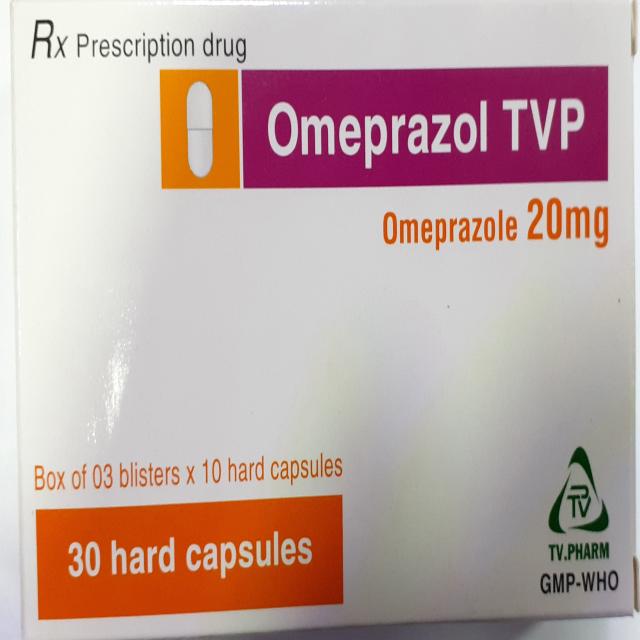 Rx Prescription drug
Omeprazol TVP
Omeprazole 20mg
Box of 03 blisters x 10 hard capsules
30 hard capsules
TV
TV.PHARM
GMP-WHO